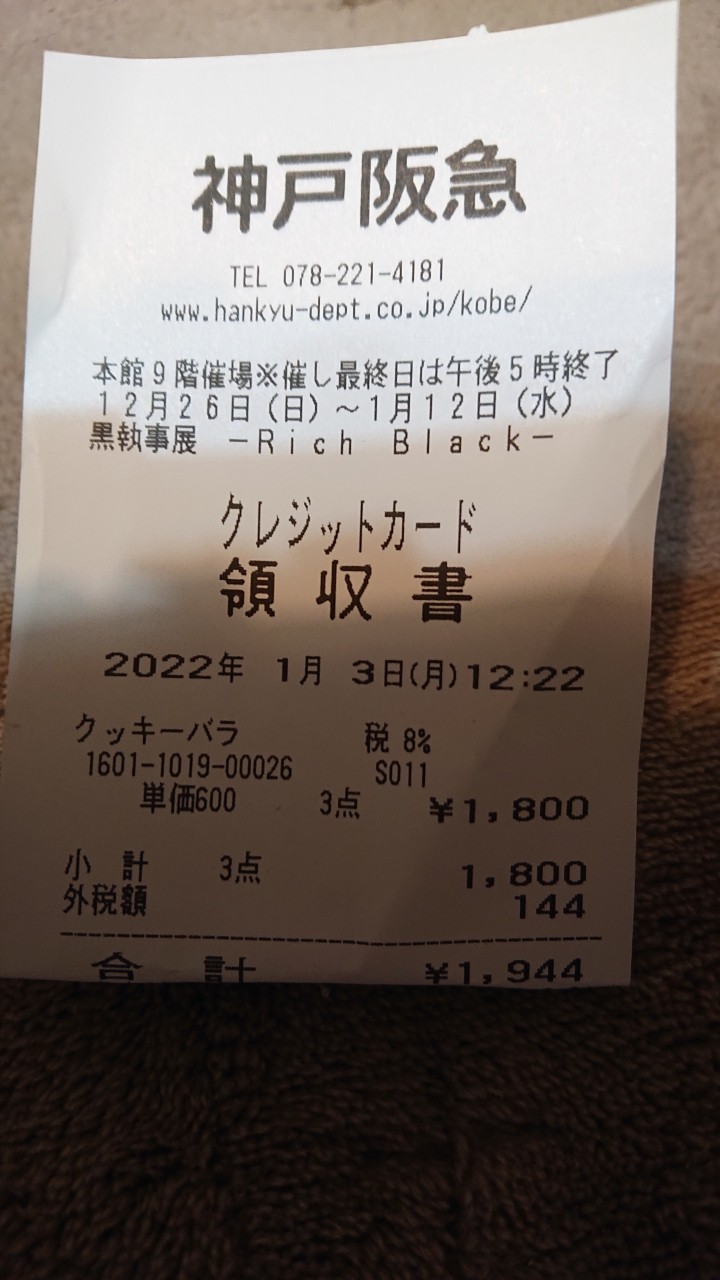 神戸阪急
TEL 078-221-4181
www.hankyu-dept.co.jp/kobe/
本館9階催場※催し最終日は午後5時終了
12月26日(日)~1月12日(水)
黒執事展 -Rich Black-
クレジットカード
領収書
2022年 1月 3日(月)12:22
クッキーバラ 税 8%
1601-1019-00026 S011
単価600 3点 ¥1,800
小 計 3点 1,800
外税額 144
合 計 ¥1,944